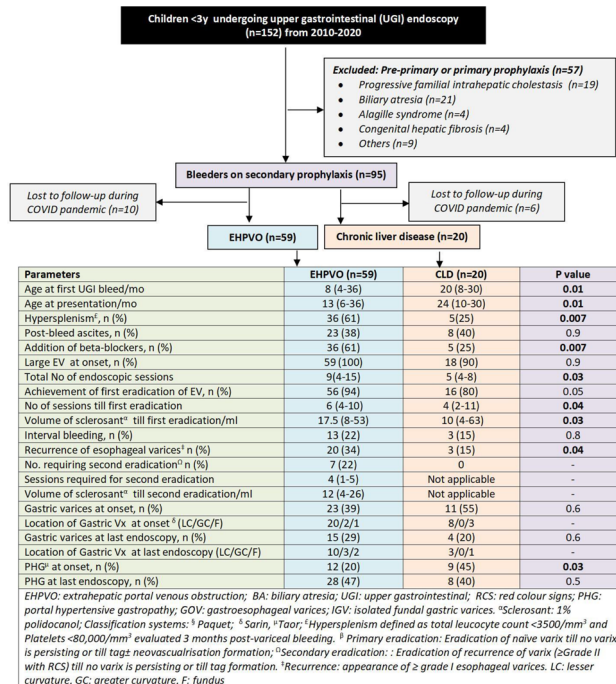 Children <3y undergoing upper gastrointestinal (UGI) endoscopy
(n=152) from 2010-2020
Excluded: Pre-primary or primary prophylaxis (n=57)
• Progressive familial intrahepatic cholestasis (n=19)
• Biliary atresia (n=21)
• Alagille syndrome (n=4)
• Congenital hepatic fibrosis (n=4)
• Others (n=9)
Bleeders on secondary prophylaxis (n=95)
Lost to follow-up during
COVID pandemic (n=10)
Lost to follow-up during
COVID pandemic (n=6)
EHPVO (n=59)
Chronic liver disease (n=20)
Parameters EHPVO (n=59) CLD (n=20) P value
Age at first UGI bleed/mo 8 (4-36) 20 (8-30) 0.01
Age at presentation/mo 13 (6-36) 24 (10-30) 0.01
Hypersplenism£, n (%) 36 (61) 5(25) 0.007
Post-bleed ascites, n (%) 23 (38) 8 (40) 0.9
Addition of beta-blockers, n (%) 36 (61) 5 (25) 0.007
Large EV at onset, n (%) 59 (100) 18 (90) 0.9
Total No of endoscopic sessions 9(4-15) 5 (4-8) 0.03
Achievement of first eradication of EV, n (%) 56 (94) 16 (80) 0.05
No of sessions till first eradication 6 (4-10) 4 (2-11) 0.04
Volume of sclerosantα till first eradication/ml 17.5 (8-53) 10 (4-63) 0.03
Interval bleeding, n (%) 13 (22) 3 (15) 0.8
Recurrence of esophageal varices‡ n (%) 20 (34) 3 (15) 0.04
No. requiring second eradicationΩ n (%) 7 (22) 0 -
Sessions required for second eradication 4 (1-5) Not applicable -
Volume of sclerosantα till second eradication/ml 12 (4-26) Not applicable -
Gastric varices at onset, n (%) 23 (39) 11 (55) 0.6
Location of Gastric Vx at onset δ (LC/GC/F) 20/2/1 8/0/3 -
Gastric varices at last endoscopy, n (%) 15 (29) 4 (20) 0.6
Location of Gastric Vx at last endoscopy (LC/GC/F) 10/3/2 3/0/1 -
PHGμ at onset, n (%) 12 (20) 9 (45) 0.03
PHG at last endoscopy, n (%) 28 (47) 8 (40) 0.5
EHPVO: extrahepatic portal venous obstruction; BA: biliary atresia; UGI: upper gastrointestinal; RCS: red colour signs; PHG:
portal hypertensive gastropathy; GOV: gastroesophageal varices; IGV: isolated fundal gastric varices. αSclerosant: 1%
polidocanol; Classification systems: § Paquet; δ Sarin, μTaor; £Hypersplenism defined as total leucocyte count <3500/mm3 and
Platelets <80,000/mm3 evaluated 3 months post-variceal bleeding. β Primary eradication: Eradication of naïve varix till no varix
is persisting or till tag± neovascualrisation formation; ΩSecondary eradication: : Eradication of recurrence of varix (≥Grade II
with RCS) till no varix is persisting or till tag formation. ‡Recurrence: appearance of ≥ grade I esophageal varices. LC: lesser
curvature, GC: greater curvature, F: fundus